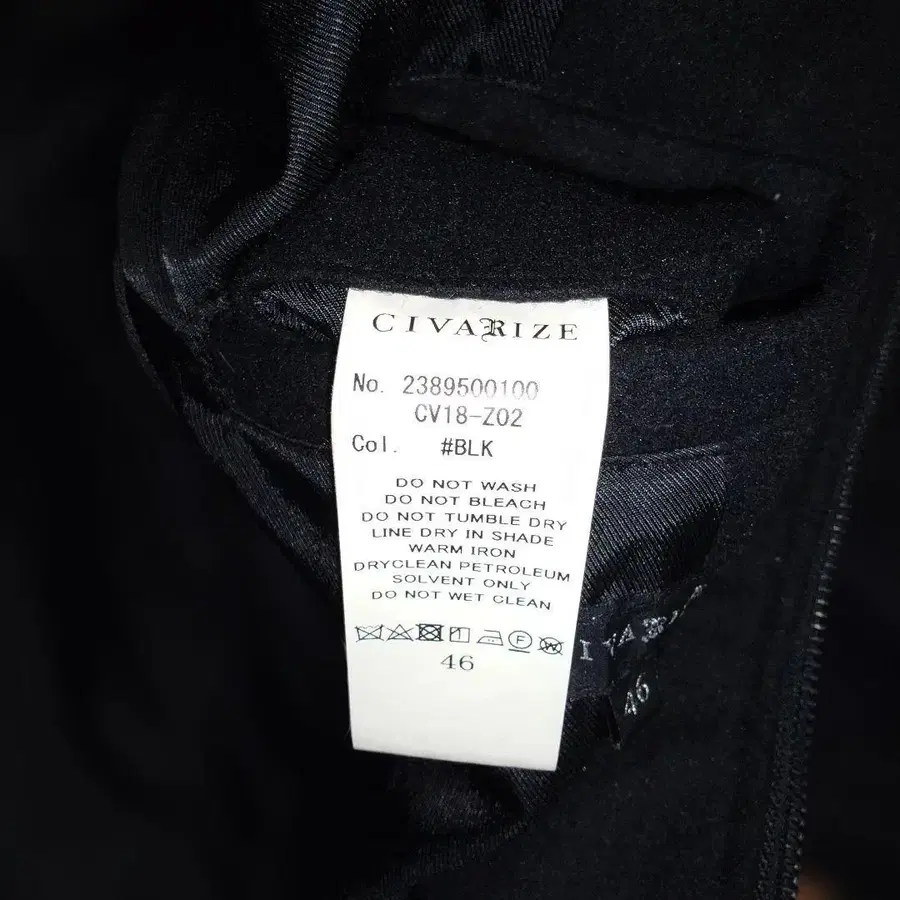 CIVARIZE
No. 2389500100
CV18-Z02
Col. #BLK
DO NOT WASH
DO NOT BLEACH
DO NOT TUMBLE DRY
LINE DRY IN SHADE
WARM IRON
DRYCLEAN PETROLEUM
SOLVENT ONLY
DO NOT WET CLEAN
F W
46
46